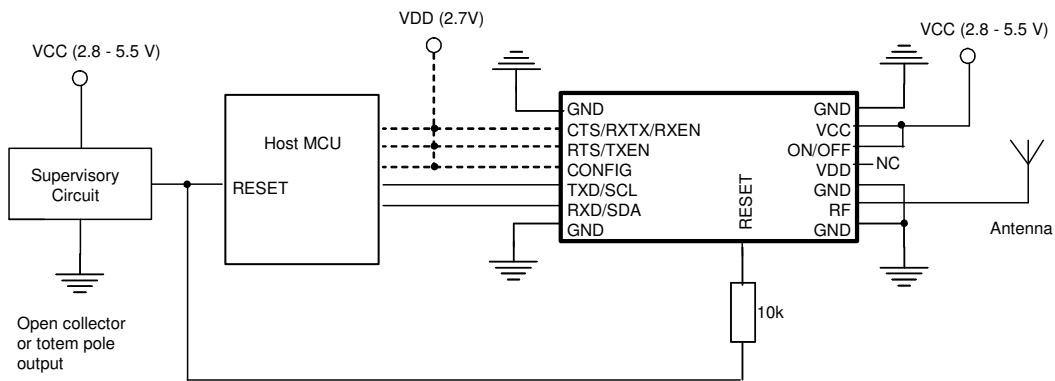 VDD (2.7V)
VCC (2.8 - 5.5 V)
VCC (2.8 - 5.5 V)
Supervisory
Circuit
Open collector
or totem pole
output
Host MCU
RESET
GND
CTS/RXTX/RXEN
RTS/TXEN
CONFIG
TXD/SCL
RXD/SDA
GND
RESET
GND
VCC
ON/OFF
VDD
GND
RF
GND
NC
Antenna
10k